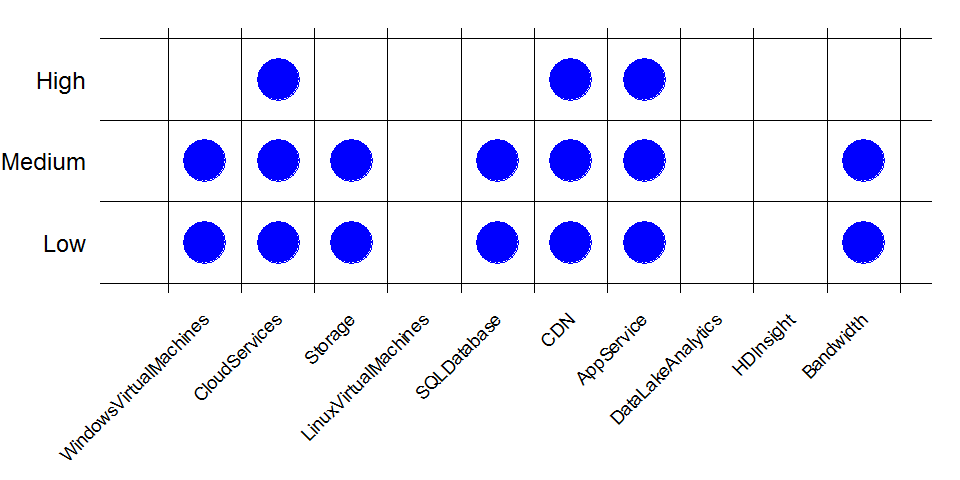 High
Medium
Low
WindowsVirtualMachines
CloudServices
Storage
LinuxVirtualMachines
SQLDatabase
CDN
AppService
DataLakeAnalytics
HDInsight
Bandwidth